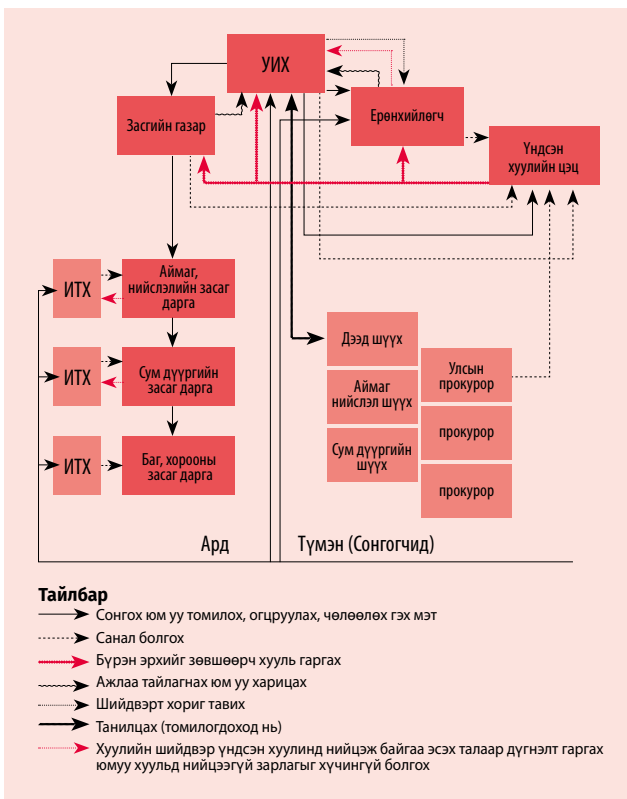 УИХ
Засгийн газар
Ерөнхийлөгч
Үндсэн
хуулийн цэц
ИТХ
Аймаг,
нийслэлийн засаг
дарга
ИТХ
Сум дүүргийн
засаг дарга
ИТХ
Баг, хорооны
засаг дарга
Дээд шүүх
Аймаг
нийслэл шүүх
Сум дүүргийн
шүүх
Улсын
прокурор
прокурор
прокурор
Ард Түмэн (Сонгогчид)
Тайлбар
Сонгох юм уу томилох, огцруулах, чөлөөлөх гэх мэт
Санал болгох
Бүрэн эрхийг зөвшөөрч хууль гаргах
Ажлаа тайлагнах юм уу харицах
Шийдвэрт хориг тавих
Танилцах (томилогдоход нь)
Хуулийн шийдвэр үндсэн хуулинд нийцэж байгаа эсэх талаар дүгнэлт гаргах
юмуу хуульд нийцээгүй зарлагыг хүчингүй болгох